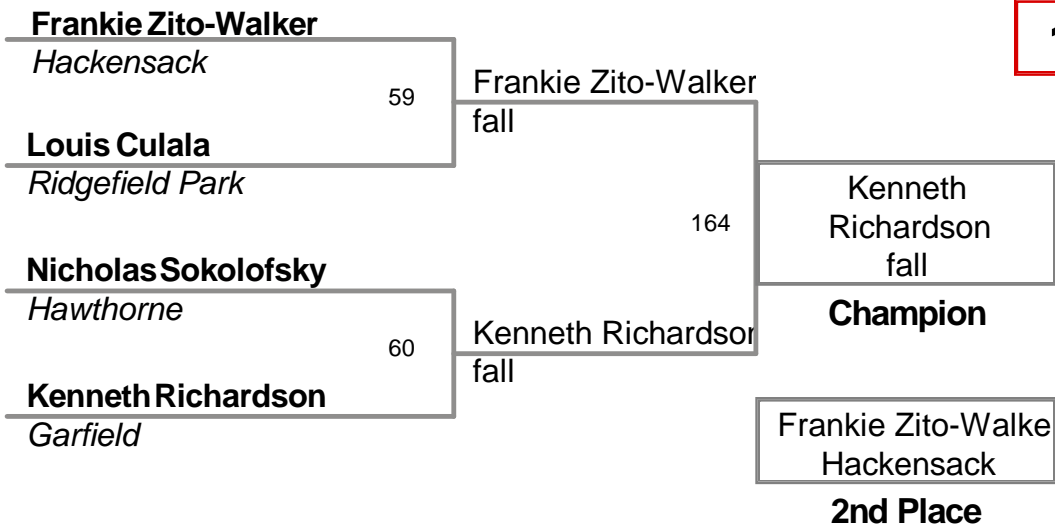 Frankie Zito-Walker
Hackensack
59
Frankie Zito-Walker
fall
Louis Culala
Ridgefield Park
164
Kenneth
Richardson
fall
Champion
Nicholas Sokolofsky
Hawthorne
60
Kenneth Richardson
fall
Kenneth Richardson
Garfield
Frankie Zito-Walke
Hackensack
2nd Place